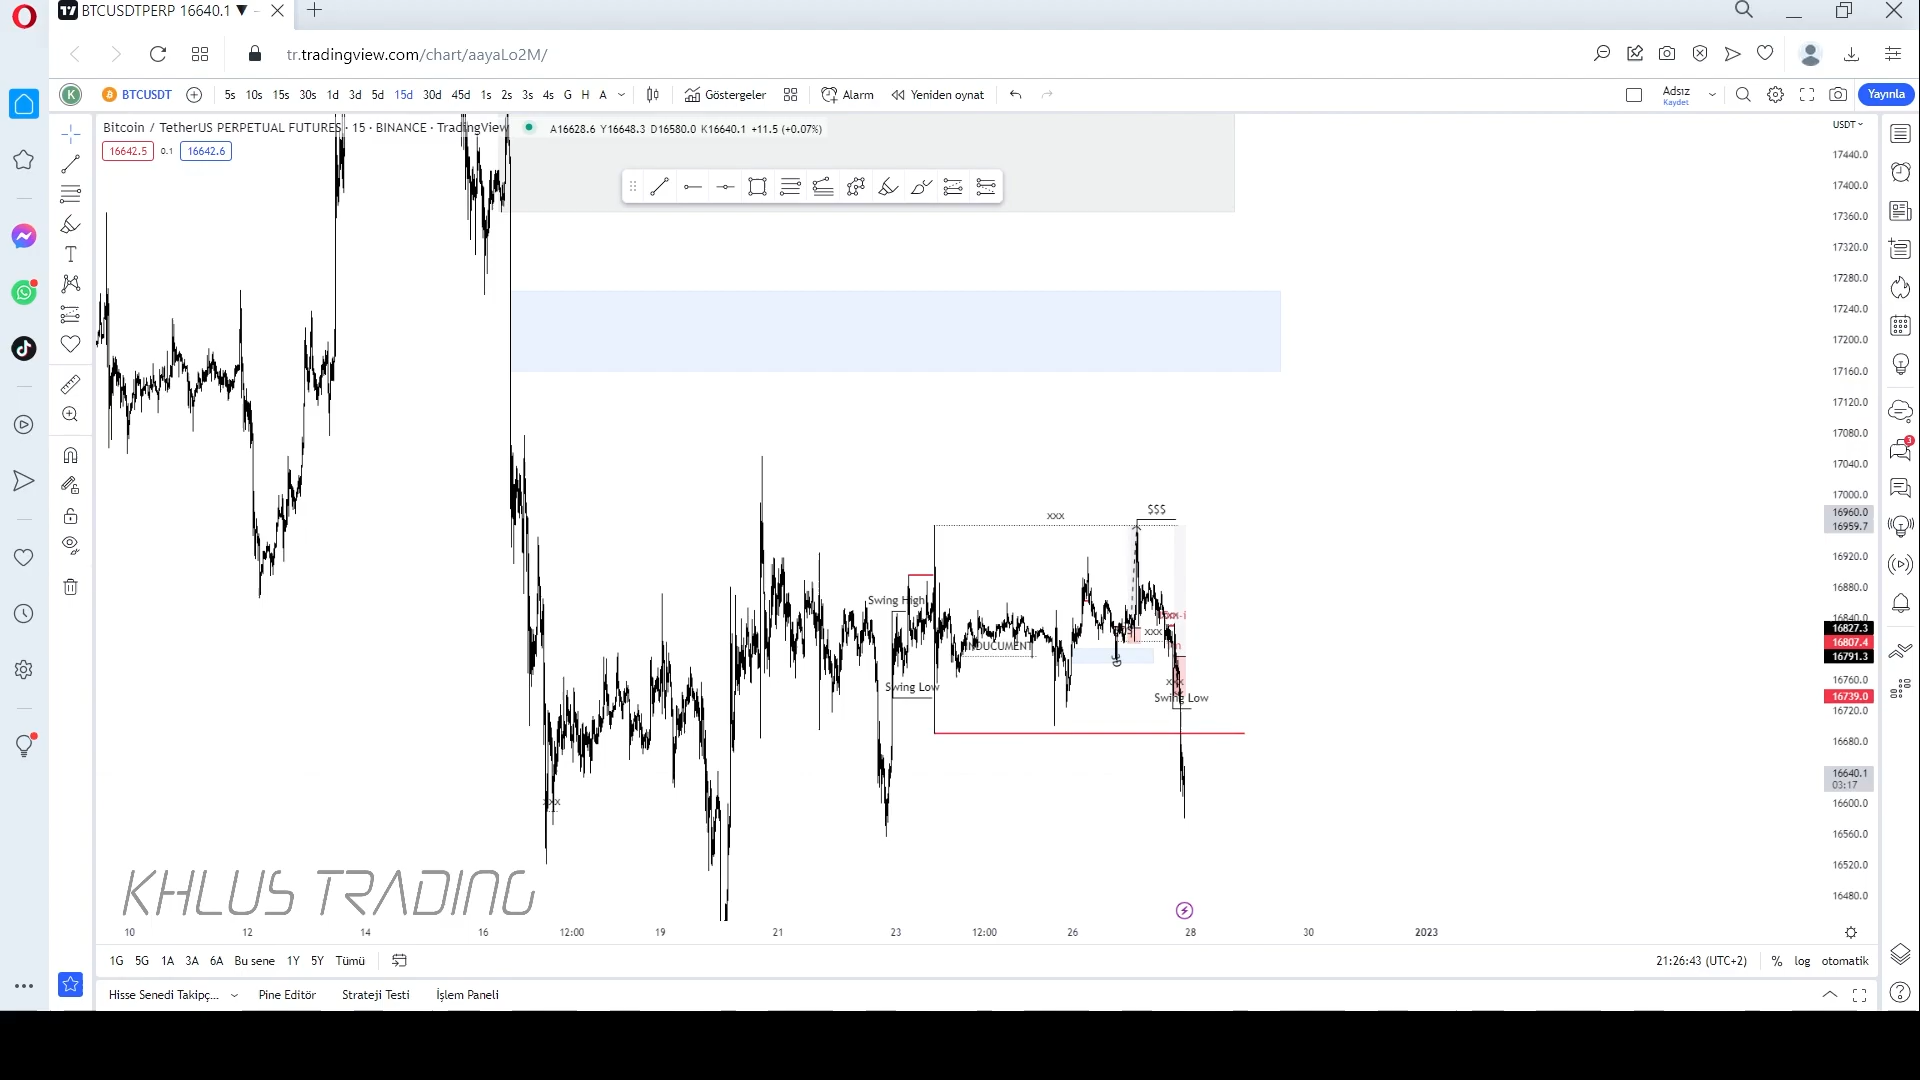 BTCUSDTPERP 16640.1 ▼ –
tr.tradingview.com/chart/aayaLo2M/
K
BTCUSDT
5s 10s 15s 30s 1d 3d 5d 15d 30d 45d 1s 2s 3s 4s G H A
Göstergeler
Alarm
Yeniden oynat
Adsız
Kaydet
Yayınla
Bitcoin / TetherUS PERPETUAL FUTURES · 15 · BINANCE · TradingView
A16628.6 Y16648.3 D16580.0 K16640.1 +11.5 (+0.07%)
USDT
16642.5 0.1 16642.6
17440.0
17400.0
17360.0
17320.0
17280.0
17240.0
17200.0
17160.0
17120.0
17080.0
17040.0
17000.0
16960.0
16959.7
16920.0
16880.0
16840.0
16827.3
16807.4
16791.3
16760.0
16739.0
16720.0
16680.0
16640.1
03:17
16600.0
16560.0
16520.0
16480.0
3
xxx
$$$
Swing High
xxx
INDUCUMENT
Swing Low
xxx
Swing Low
xxx
KHLUS TRADING
10 12 14 16 12:00 19 21 23 12:00 26 28 30 2023
1G 5G 1A 3A 6A Bu sene 1Y 5Y Tümü
21:26:43 (UTC+2) % log otomatik
Hisse Senedi Takipç... Pine Editör Strateji Testi İşlem Paneli